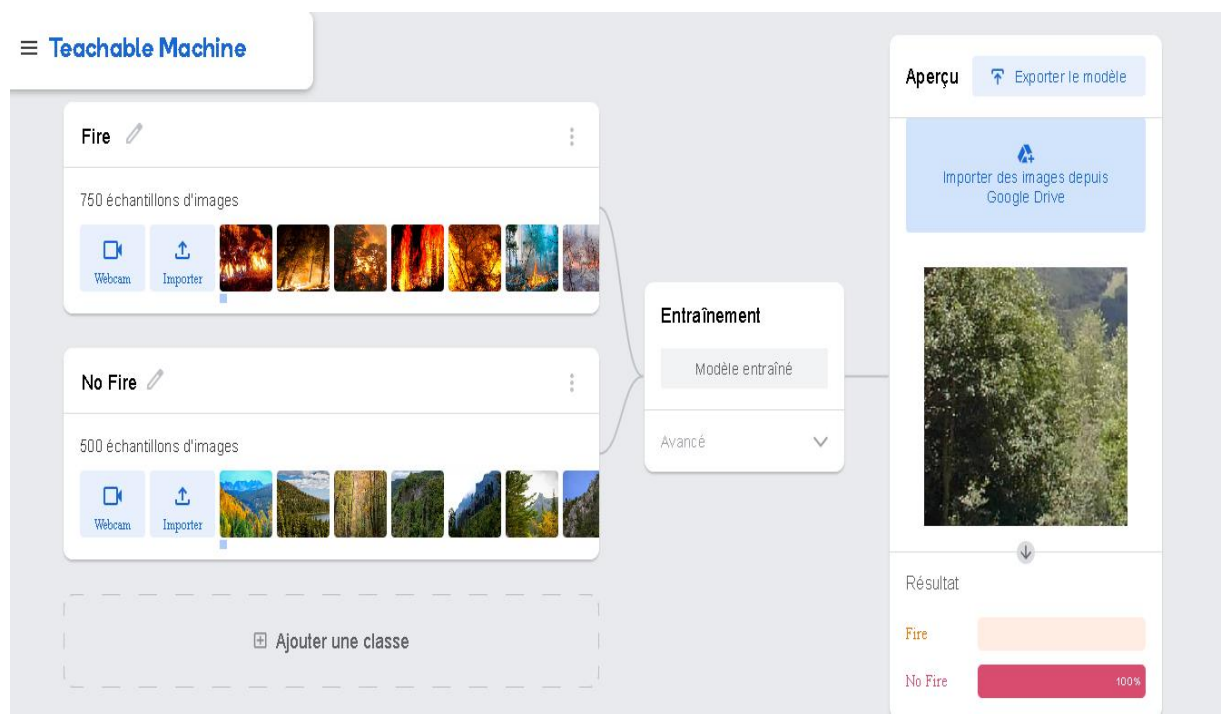 Teachable Machine
Fire
750 échantillons d'images
Webcam
Importer
No Fire
500 échantillons d'images
Webcam
Importer
Ajouter une classe
Entraînement
Modèle entraîné
Avancé
Aperçu
Exporter le modèle
Importer des images depuis
Google Drive
Résultat
Fire
No Fire
100%